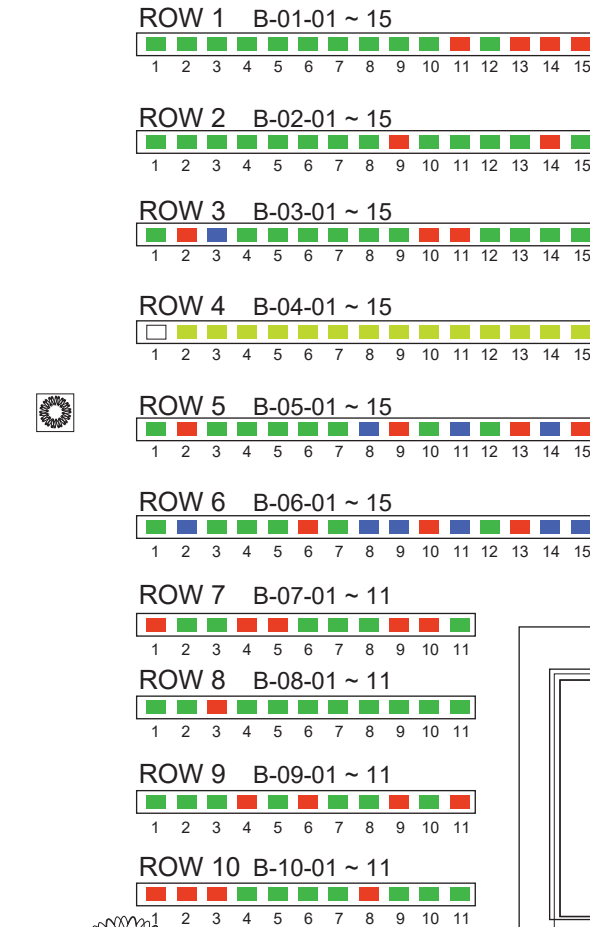 ROW 1 B-01-01 ~ 15
1 2 3 4 5 6 7 8 9 10 11 12 13 14 15
ROW 2 B-02-01 ~ 15
1 2 3 4 5 6 7 8 9 10 11 12 13 14 15
ROW 3 B-03-01 ~ 15
1 2 3 4 5 6 7 8 9 10 11 12 13 14 15
ROW 4 B-04-01 ~ 15
1 2 3 4 5 6 7 8 9 10 11 12 13 14 15
ROW 5 B-05-01 ~ 15
1 2 3 4 5 6 7 8 9 10 11 12 13 14 15
ROW 6 B-06-01 ~ 15
1 2 3 4 5 6 7 8 9 10 11 12 13 14 15
ROW 7 B-07-01 ~ 11
1 2 3 4 5 6 7 8 9 10 11
ROW 8 B-08-01 ~ 11
1 2 3 4 5 6 7 8 9 10 11
ROW 9 B-09-01 ~ 11
1 2 3 4 5 6 7 8 9 10 11
ROW 10 B-10-01 ~ 11
1 2 3 4 5 6 7 8 9 10 11